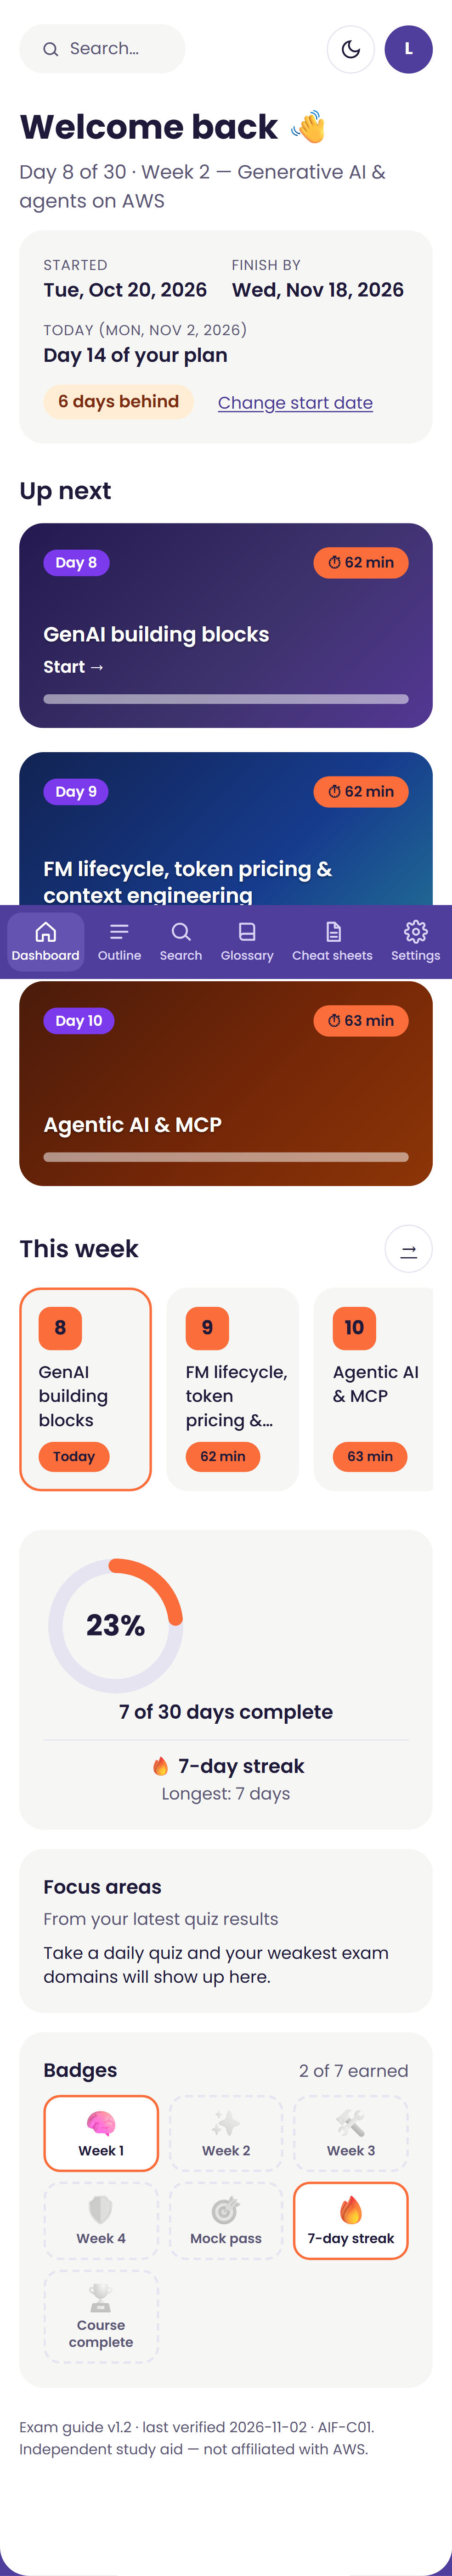 Search...
L
Welcome back 👋
Day 8 of 30 · Week 2 — Generative AI &
agents on AWS
STARTED
Tue, Oct 20, 2026
FINISH BY
Wed, Nov 18, 2026
TODAY (MON, NOV 2, 2026)
Day 14 of your plan
6 days behind
Change start date
Up next
Day 8
⏱ 62 min
GenAI building blocks
Start →
Day 9
⏱ 62 min
FM lifecycle, token pricing &
context engineering
Dashboard
Outline
Search
Glossary
Cheat sheets
Settings
Day 10
⏱ 63 min
Agentic AI & MCP
This week
→
8
GenAI
building
blocks
Today
9
FM lifecycle,
token
pricing &...
62 min
10
Agentic AI
& MCP
63 min
23%
7 of 30 days complete
🔥 7-day streak
Longest: 7 days
Focus areas
From your latest quiz results
Take a daily quiz and your weakest exam
domains will show up here.
Badges
2 of 7 earned
Week 1
Week 2
Week 3
Week 4
Mock pass
7-day streak
Course
complete
Exam guide v1.2 · last verified 2026-11-02 · AIF-C01.
Independent study aid — not affiliated with AWS.